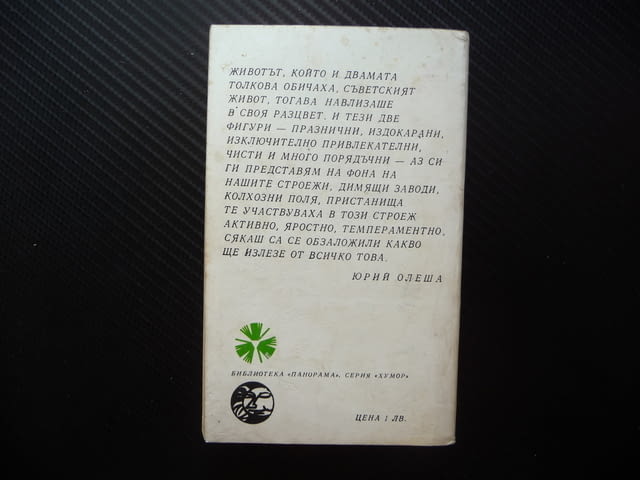 ЖИВОТЪТ, КОЙТО И ДВАМАТА
ТОЛКОВА ОБИЧАХА, СЪВЕТСКИЯТ
ЖИВОТ, ТОГАВА НАВЛИЗАШЕ
В СВОЯ РАЗЦВЕТ. И ТЕЗИ ДВЕ
ФИГУРИ — ПРАЗНИЧНИ, ИЗДОКАРАНИ,
ИЗКЛЮЧИТЕЛНО ПРИВЛЕКАТЕЛНИ,
ЧИСТИ И МНОГО ПОРЯДЪЧНИ — АЗ СИ
ГИ ПРЕДСТАВЯМ НА ФОНА НА
НАШИТЕ СТРОЕЖИ, ДИМЯЩИ ЗАВОДИ,
КОЛХОЗНИ ПОЛЯ, ПРИСТАНИЩА
ТЕ УЧАСТВУВАХА В ТОЗИ СТРОЕЖ
АКТИВНО, ЯРОСТНО, ТЕМПЕРАМЕНТНО,
СЯКАШ СА СЕ ОБЗАЛОЖИЛИ КАКВО
ЩЕ ИЗЛЕЗЕ ОТ ВСИЧКО ТОВА.
ЮРИЙ ОЛЕША
БИБЛИОТЕКА «ПАНОРАМА», СЕРИЯ «ХУМОР»
ЦЕНА 1 ЛВ.